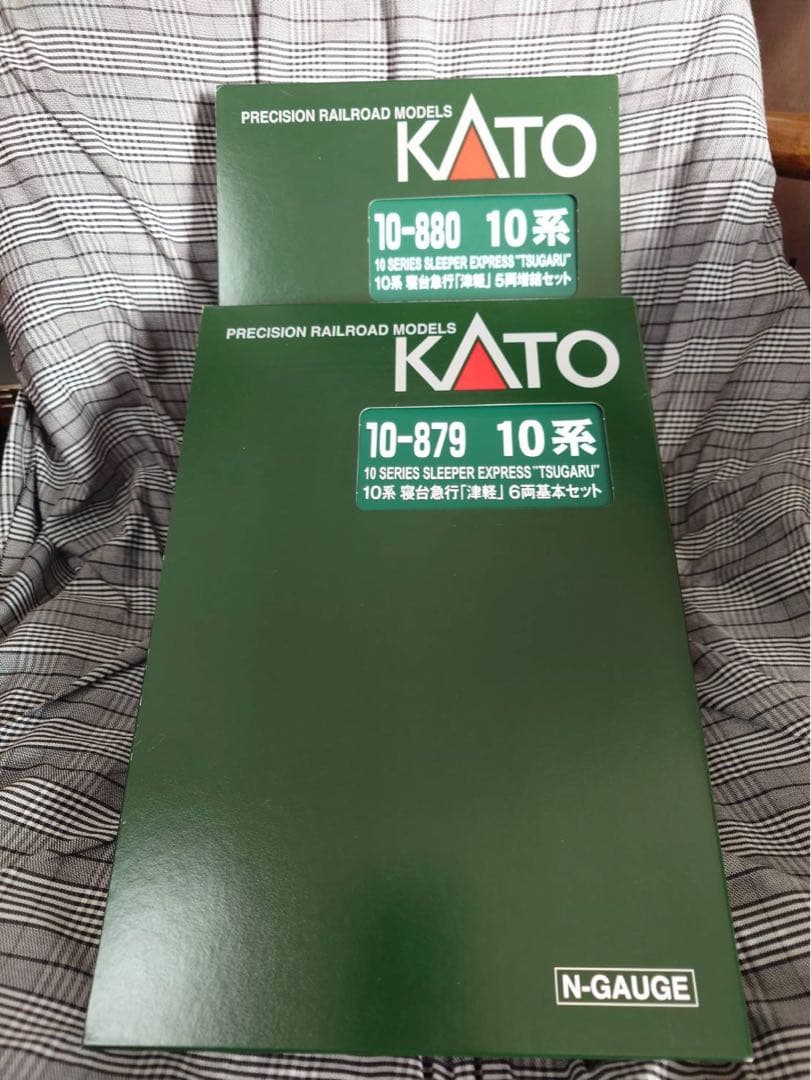 PRECISION RAILROAD MODELS
KATO
10-880 10系
10 SERIES SLEEPER EXPRESS "TSUGARU"
10系 寝台急行「津軽」5両増結セット
PRECISION RAILROAD MODELS
KATO
10-879 10系
10 SERIES SLEEPER EXPRESS "TSUGARU"
10系 寝台急行「津軽」6両基本セット
N-GAUGE